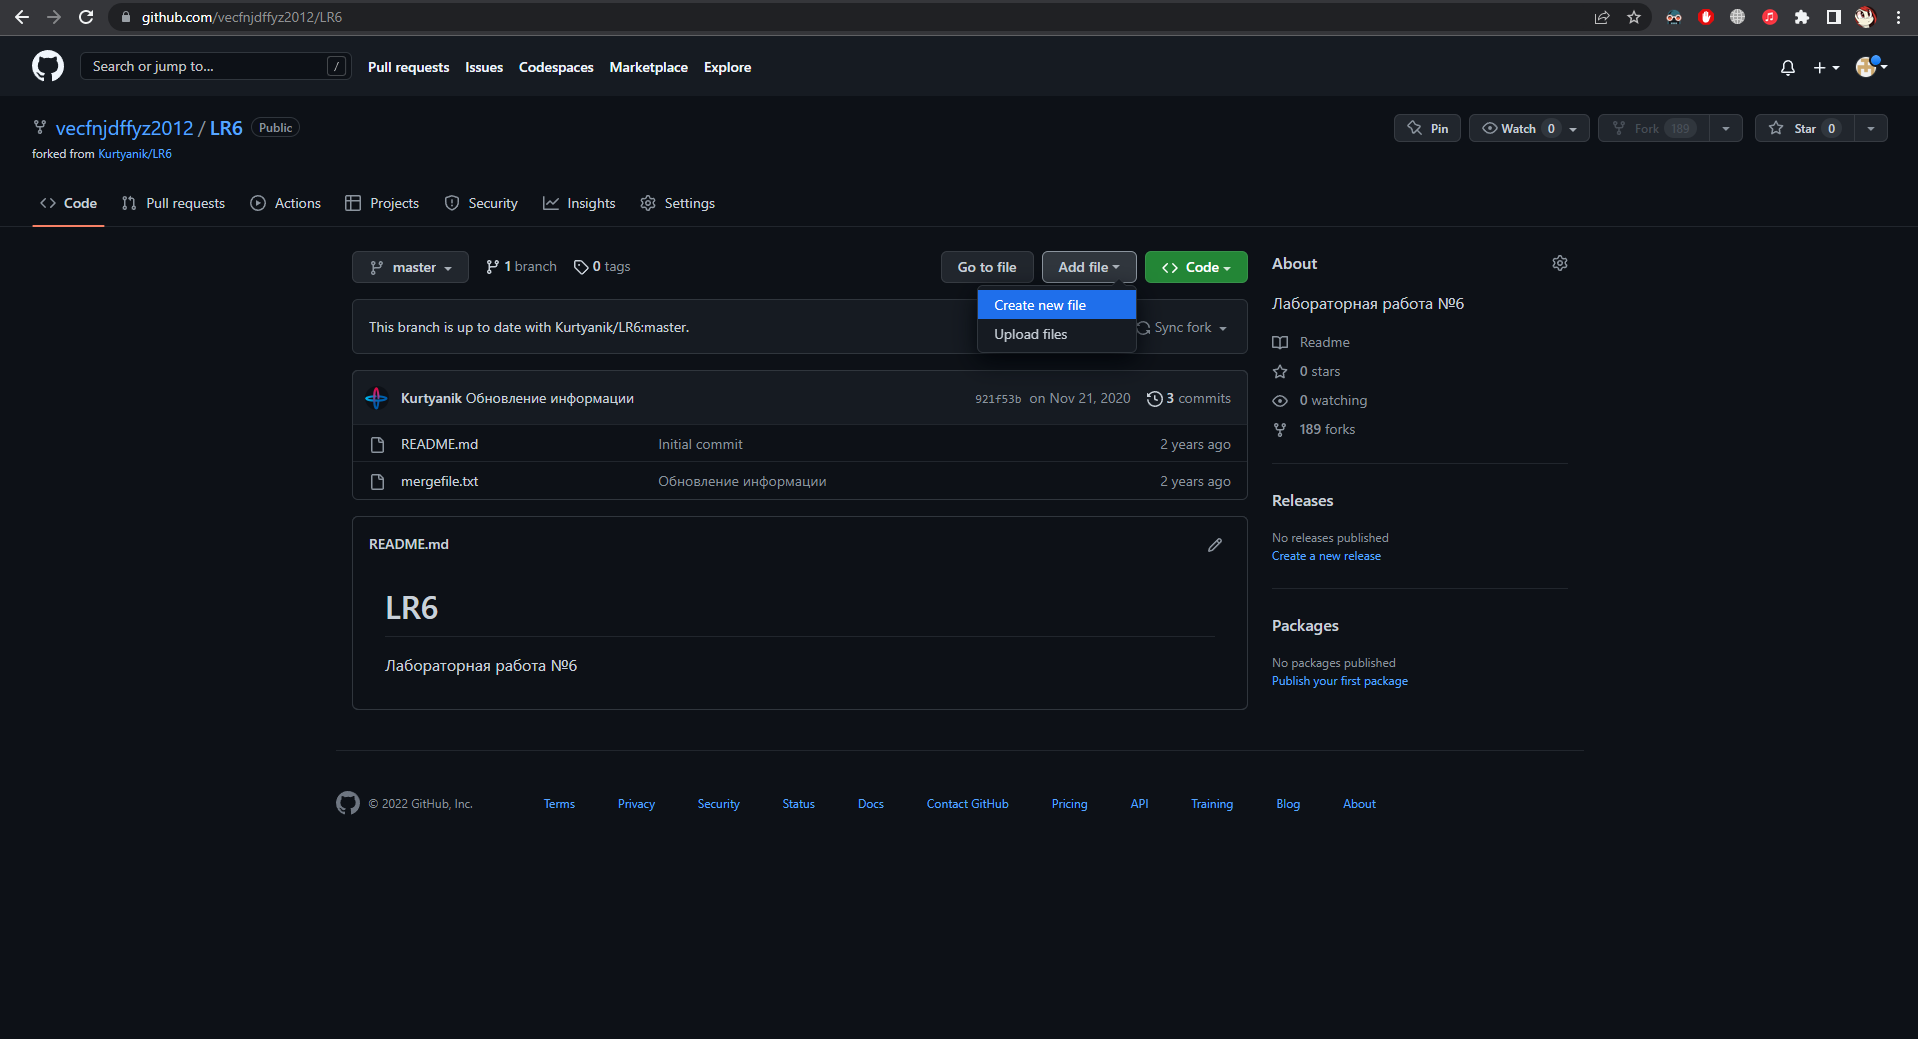 github.com/vecfnjdffyz2012/LR6
Search or jump to... /
Pull requests Issues Codespaces Marketplace Explore
vecfnjdffyz2012 / LR6 Public
forked from Kurtyanik/LR6
Pin
Watch 0
Fork 189
Star 0
Code Pull requests Actions Projects Security Insights Settings
master 1 branch 0 tags
Go to file Add file Code
Create new file
Upload files
This branch is up to date with Kurtyanik/LR6:master.
Sync fork
Kurtyanik Обновление информации 921f53b on Nov 21, 2020 3 commits
README.md Initial commit 2 years ago
mergefile.txt Обновление информации 2 years ago
README.md
LR6
Лабораторная работа №6
About
Лабораторная работа №6
Readme
0 stars
0 watching
189 forks
Releases
No releases published
Create a new release
Packages
No packages published
Publish your first package
© 2022 GitHub, Inc. Terms Privacy Security Status Docs Contact GitHub Pricing API Training Blog About